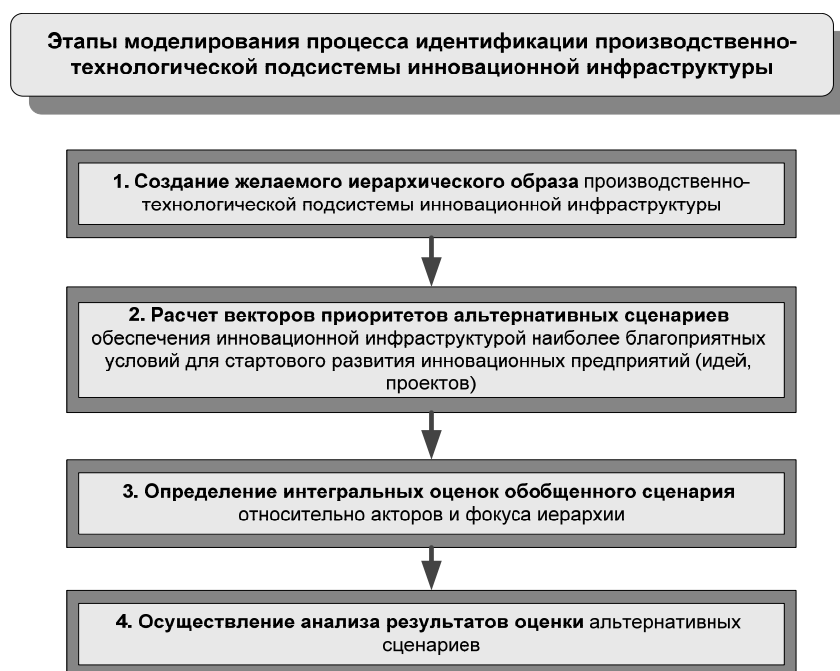 Этапы моделирования процесса идентификации производственно-
технологической подсистемы инновационной инфраструктуры
1. Создание желаемого иерархического образа производственно-
технологической подсистемы инновационной инфраструктуры
2. Расчет векторов приоритетов альтернативных сценариев
обеспечения инновационной инфраструктурой наиболее благоприятных
условий для стартового развития инновационных предприятий (идей,
проектов)
3. Определение интегральных оценок обобщенного сценария
относительно акторов и фокуса иерархии
4. Осуществление анализа результатов оценки альтернативных
сценариев